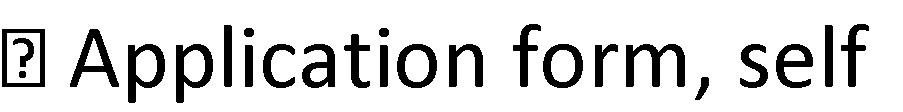 ⍰ Application form, self